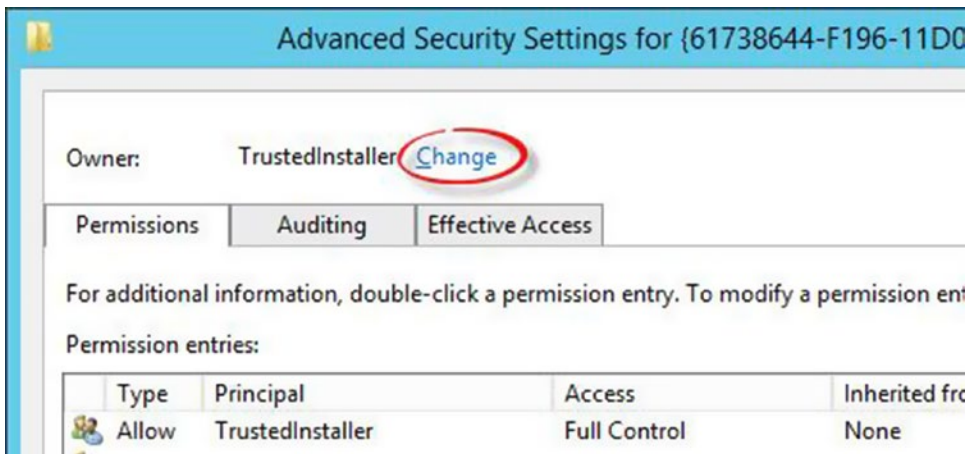 Advanced Security Settings for {61738644-F196-11D0
Owner: TrustedInstaller Change
Permissions Auditing Effective Access
For additional information, double-click a permission entry. To modify a permission ent
Permission entries:
Type Principal Access Inherited fro
Allow TrustedInstaller Full Control None